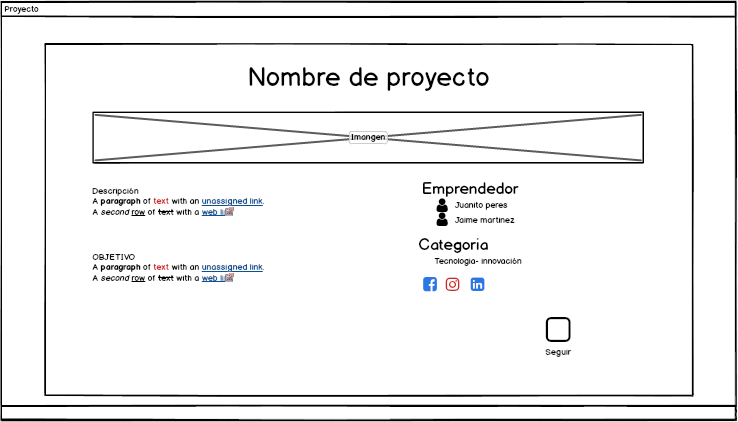 Proyecto
Nombre de proyecto
Imangen
Descripción
A paragraph of text with an unassigned link.
A second row of text with a web link
OBJETIVO
A paragraph of text with an unassigned link.
A second row of text with a web link
Emprendedor
Juanito peres
Jaime martinez
Categoria
Tecnologia- innovación
Seguir